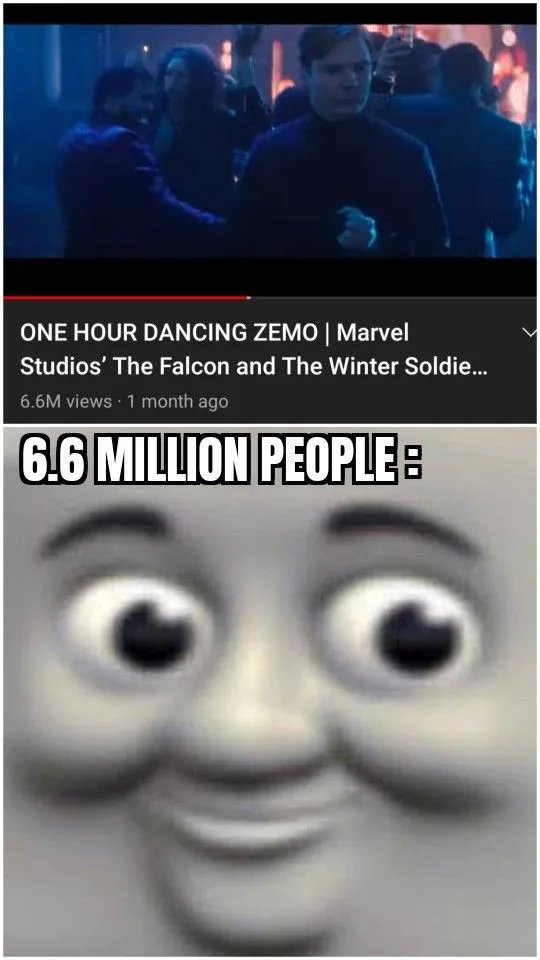 ONE HOUR DANCING ZEMO | Marvel
Studios’ The Falcon and The Winter Soldie...
6.6M views · 1 month ago
6.6 MILLION PEOPLE :